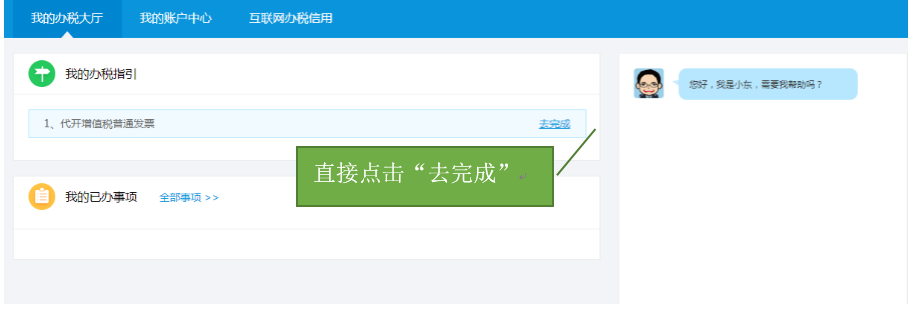 我的办税大厅 我的账户中心 互联网办税信用
我的办税指引
您好，我是小东，需要我帮助吗？
1、代开增值税普通发票 去完成
直接点击“去完成”
我的已办事项 全部事项 >>